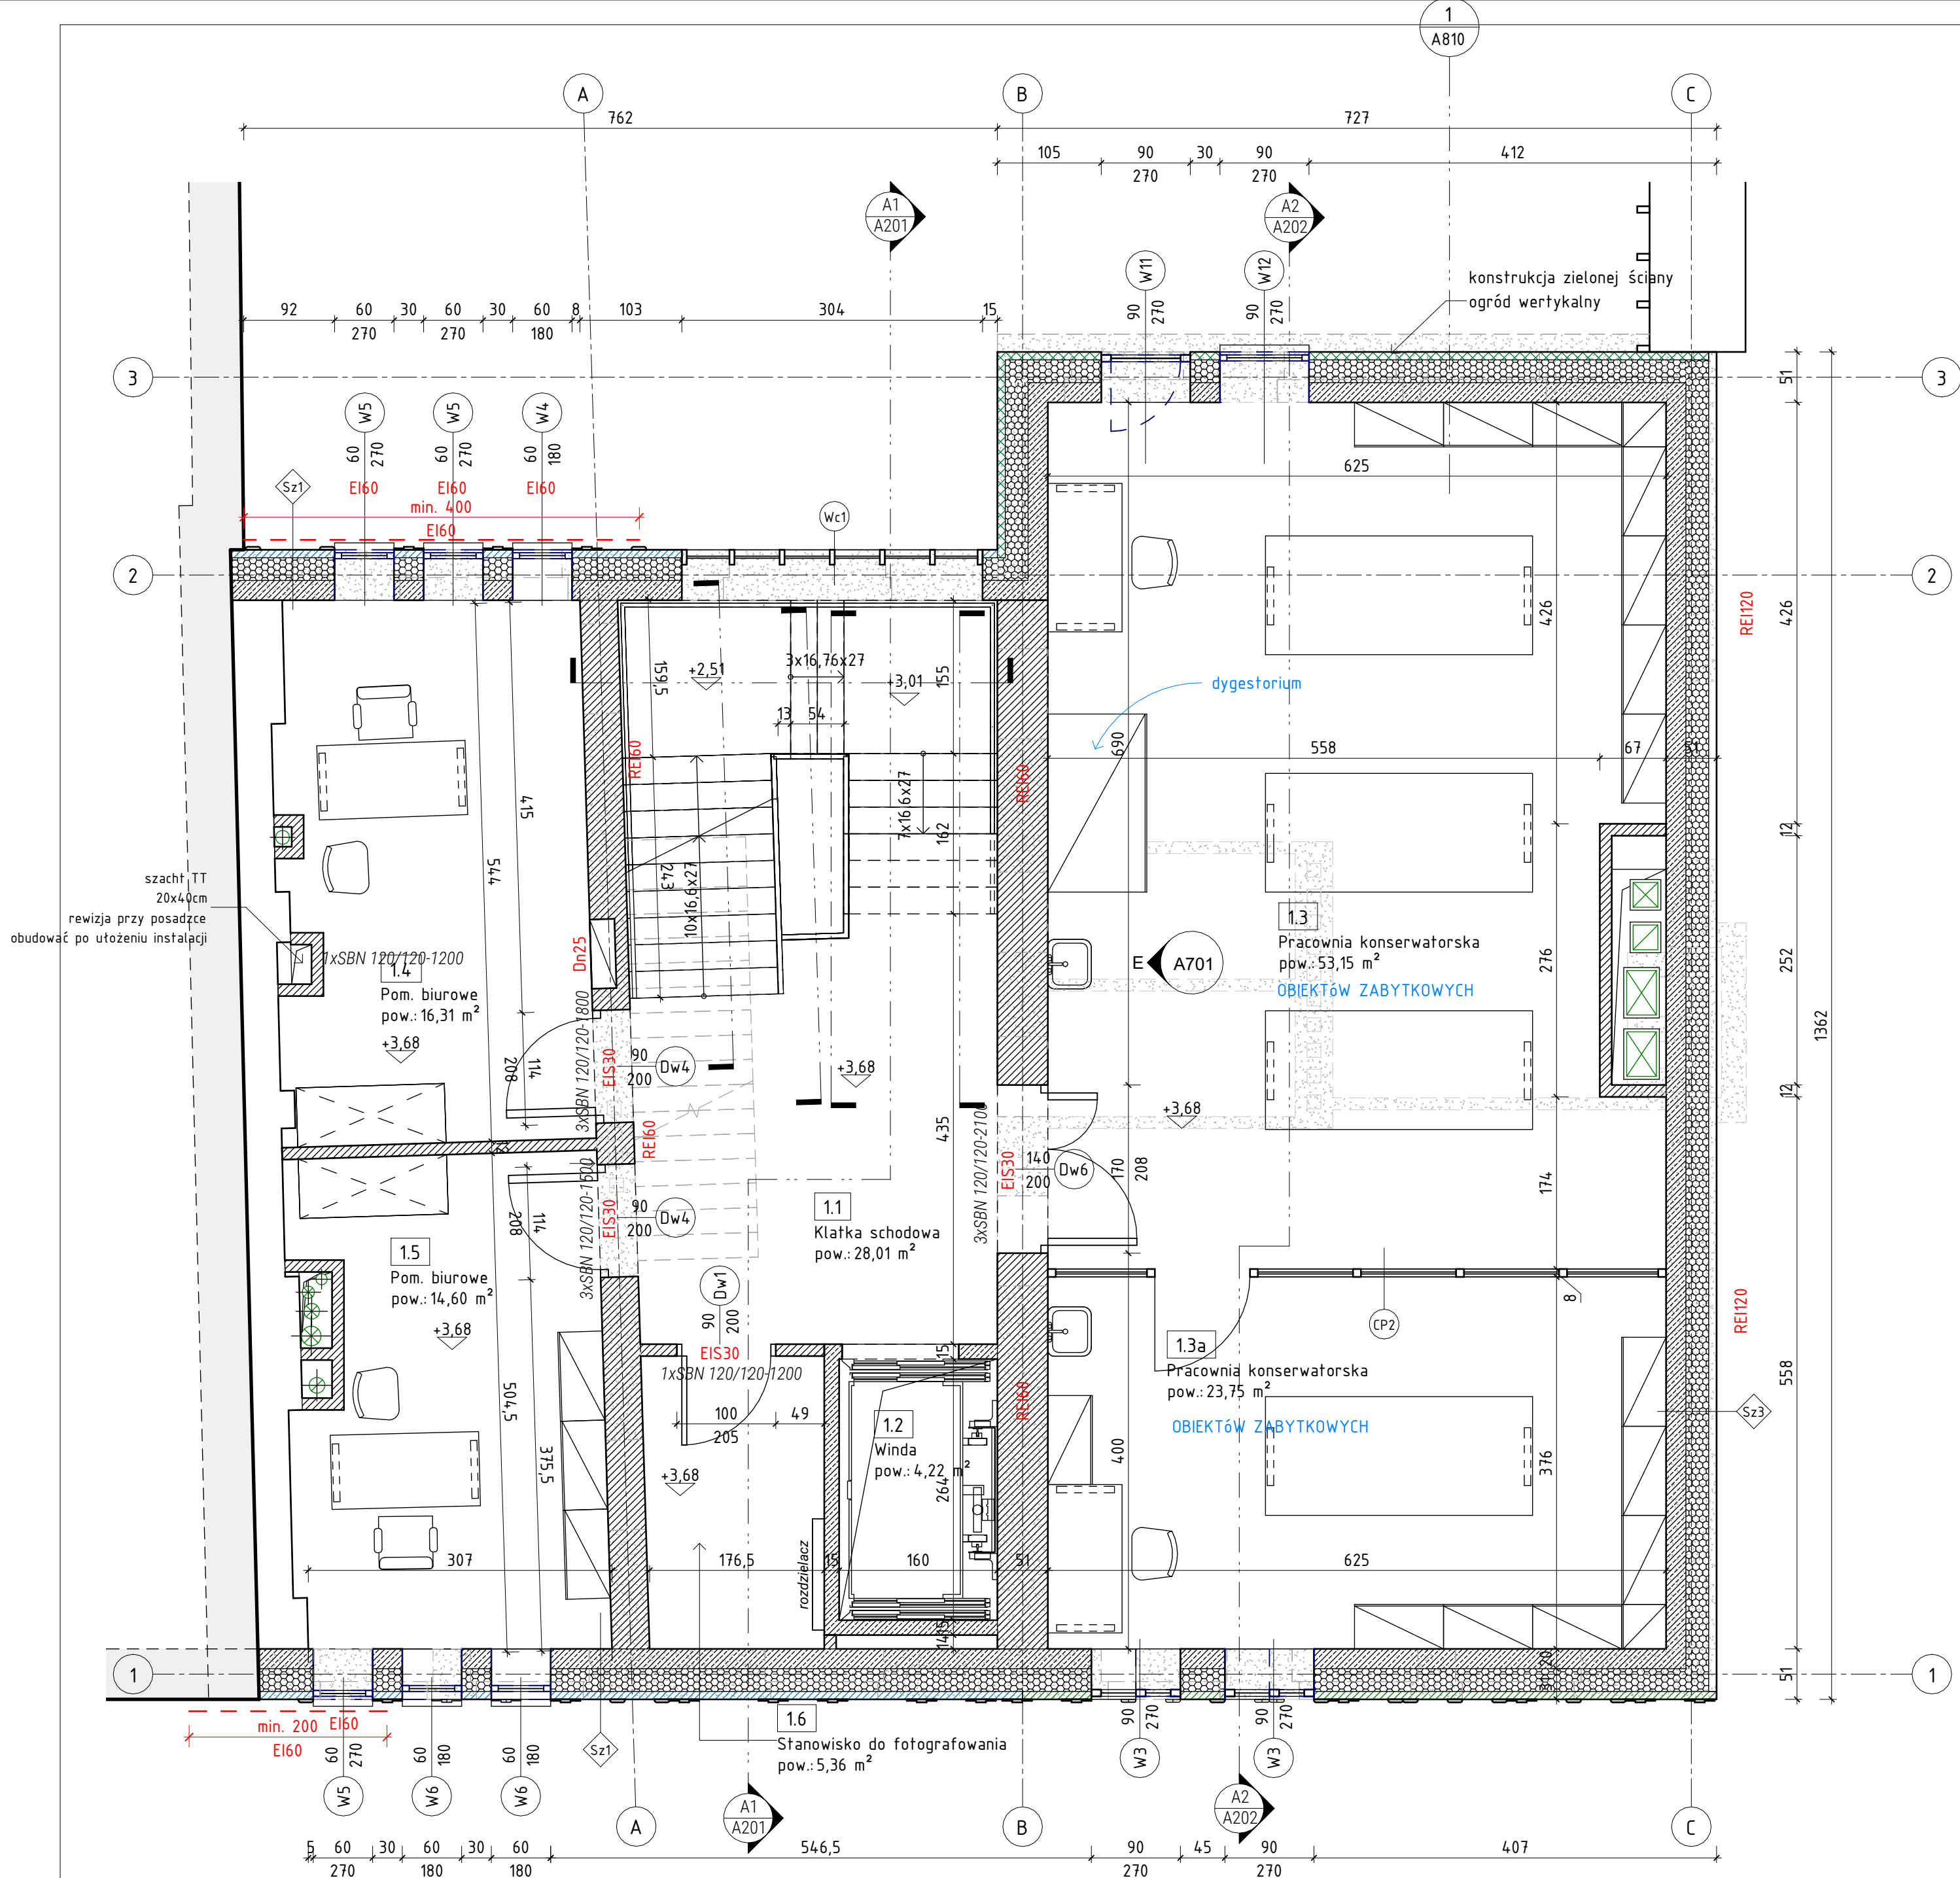 1
A810
A
B
C
762
727
105
90
30
90
412
270
270
A1
A201
A2
A202
W11
W12
90
270
90
270
konstrukcja zielonej ściany
ogród wertykalny
92
60
30
60
30
60
8
103
304
15
270
270
180
3
3
51
W5
W5
W4
60
270
60
270
60
180
Sz1
EI60
EI60
EI60
min. 400
EI60
Wc1
625
2
2
REI120
426
426
159,5
+2,51
3x16,76x27
+3,01
155
13
54
dygestorium
REI60
REI60
690
558
67
51
415
544
7x16,6x27
162
243
10x16,6x27
12
szacht TT
20x40cm
rewizja przy posadzce
obudować po ułożeniu instalacji
1xSBN 120/120-1200
1.4
Pom. biurowe
pow.: 16,31 m²
+3,68
Dn25
3xSBN 120/120-1800
1.3
Pracownia konserwatorska
pow.: 53,15 m²
OBIEKTóW ZABYTKOWYCH
E
A701
276
252
1362
208
114
EIS30
90
200
Dw4
+3,68
+3,68
12
REI60
435
3xSBN 120/120-2100
12
EIS30
140
200
Dw6
170
208
174
3xSBN 120/120-1500
208
114
EIS30
90
200
Dw4
1.1
Klatka schodowa
pow.: 28,01 m²
1.5
Pom. biurowe
pow.: 14,60 m²
+3,68
Dw1
90
200
EIS30
1xSBN 120/120-1200
15
8
CP2
REI120
1.3a
Pracownia konserwatorska
pow.: 23,75 m²
OBIEKTóW ZABYTKOWYCH
558
Sz3
REI60
504,5
375,5
100
49
205
1.2
Winda
pow.: 4,22 m²
264
+3,68
400
376
307
176,5
15
160
51
625
rozdzielacz
14
15
20
31
51
1
1
min. 200
EI60
EI60
60
270
60
180
60
180
W5
W6
W6
Sz1
1.6
Stanowisko do fotografowania
pow.: 5,36 m²
90
270
90
270
W3
W3
A
A1
A201
B
A2
A202
C
5
60
30
60
30
60
546,5
90
45
90
407
270
180
180
270
270